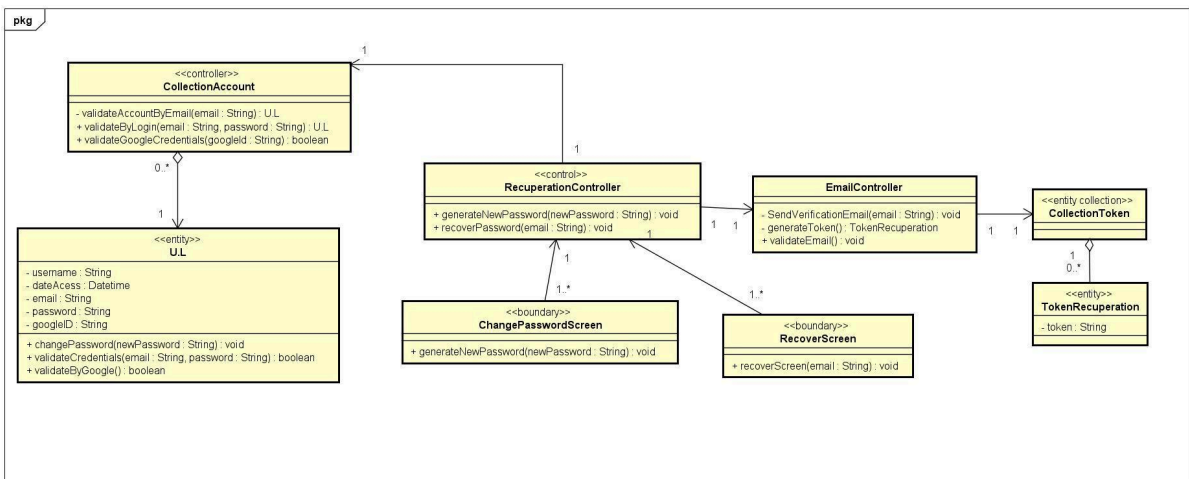 pkg
1
<<controller>>
CollectionAccount
- validateAccountByEmail(email : String) : U.L
+ validateByLogin(email : String, password : String) : U.L
+ validateGoogleCredentials(googleId : String) : boolean
0..*
1
1
<<entity>>
U.L
- username : String
- dateAcess : Datetime
- email : String
- password : String
- googleID : String
+ changePassword(newPassword : String) : void
+ validateCredentials(email : String, password : String) : boolean
+ validateByGoogle() : boolean
<<control>>
RecuperationController
+ generateNewPassword(newPassword : String) : void
+ recoverPassword(email : String) : void
1
1
1
1
EmailController
- SendVerificationEmail(email : String) : void
- generateToken() : TokenRecuperation
+ validateEmail() : void
1
1
<<entity collection>>
CollectionToken
1
0..*
<<entity>>
TokenRecuperation
- token : String
1..*
<<boundary>>
ChangePasswordScreen
+ generateNewPassword(newPassword : String) : void
1..*
<<boundary>>
RecoverScreen
+ recoverScreen(email : String) : void